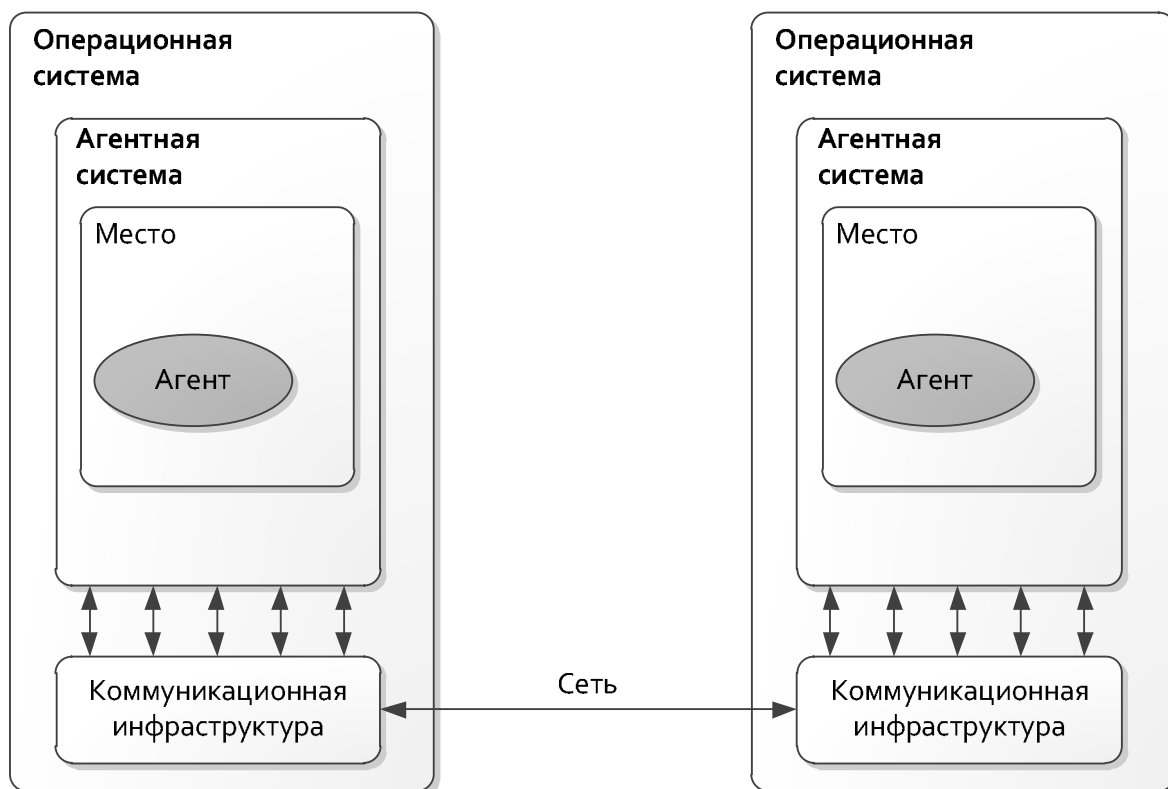 Операционная
система
Агентная
система
Место
Агент
Коммуникационная
инфраструктура
Сеть
Операционная
система
Агентная
система
Место
Агент
Коммуникационная
инфраструктура